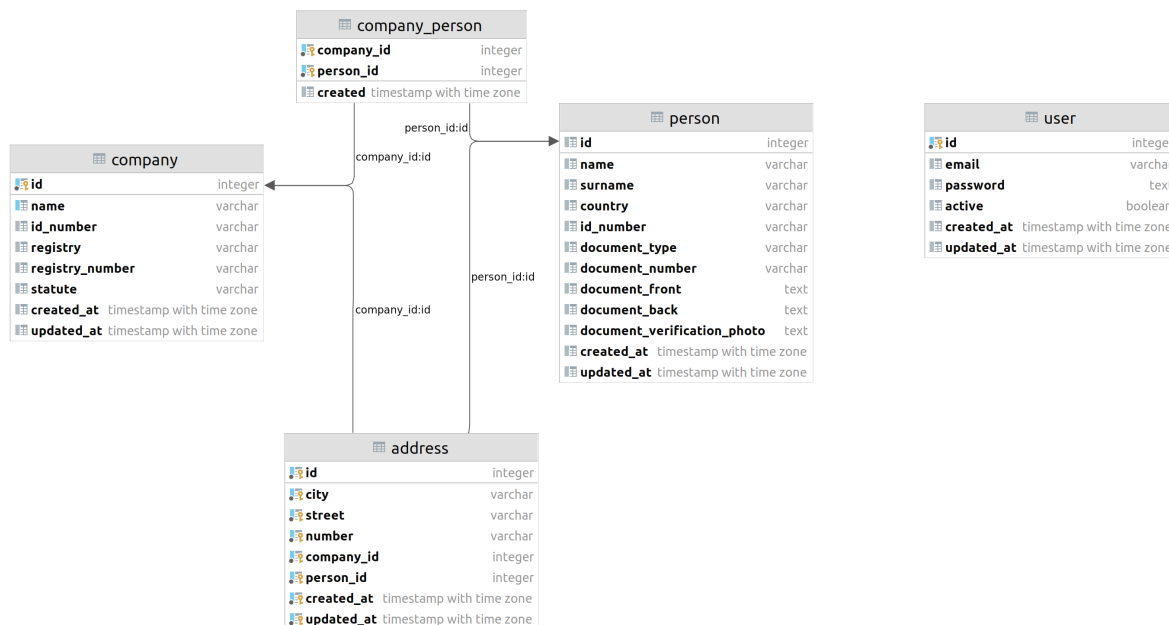 company_person
company_id integer
person_id integer
created timestamp with time zone
person_id:id
company_id:id
company
id integer
name varchar
id_number varchar
registry varchar
registry_number varchar
statute varchar
created_at timestamp with time zone
updated_at timestamp with time zone
person
id integer
name varchar
surname varchar
country varchar
id_number varchar
document_type varchar
document_number varchar
document_front text
document_back text
document_verification_photo text
created_at timestamp with time zone
updated_at timestamp with time zone
user
id intege
email varcha
password text
active boolean
created_at timestamp with time zone
updated_at timestamp with time zone
person_id:id
company_id:id
address
id integer
city varchar
street varchar
number varchar
company_id integer
person_id integer
created_at timestamp with time zone
updated_at timestamp with time zone